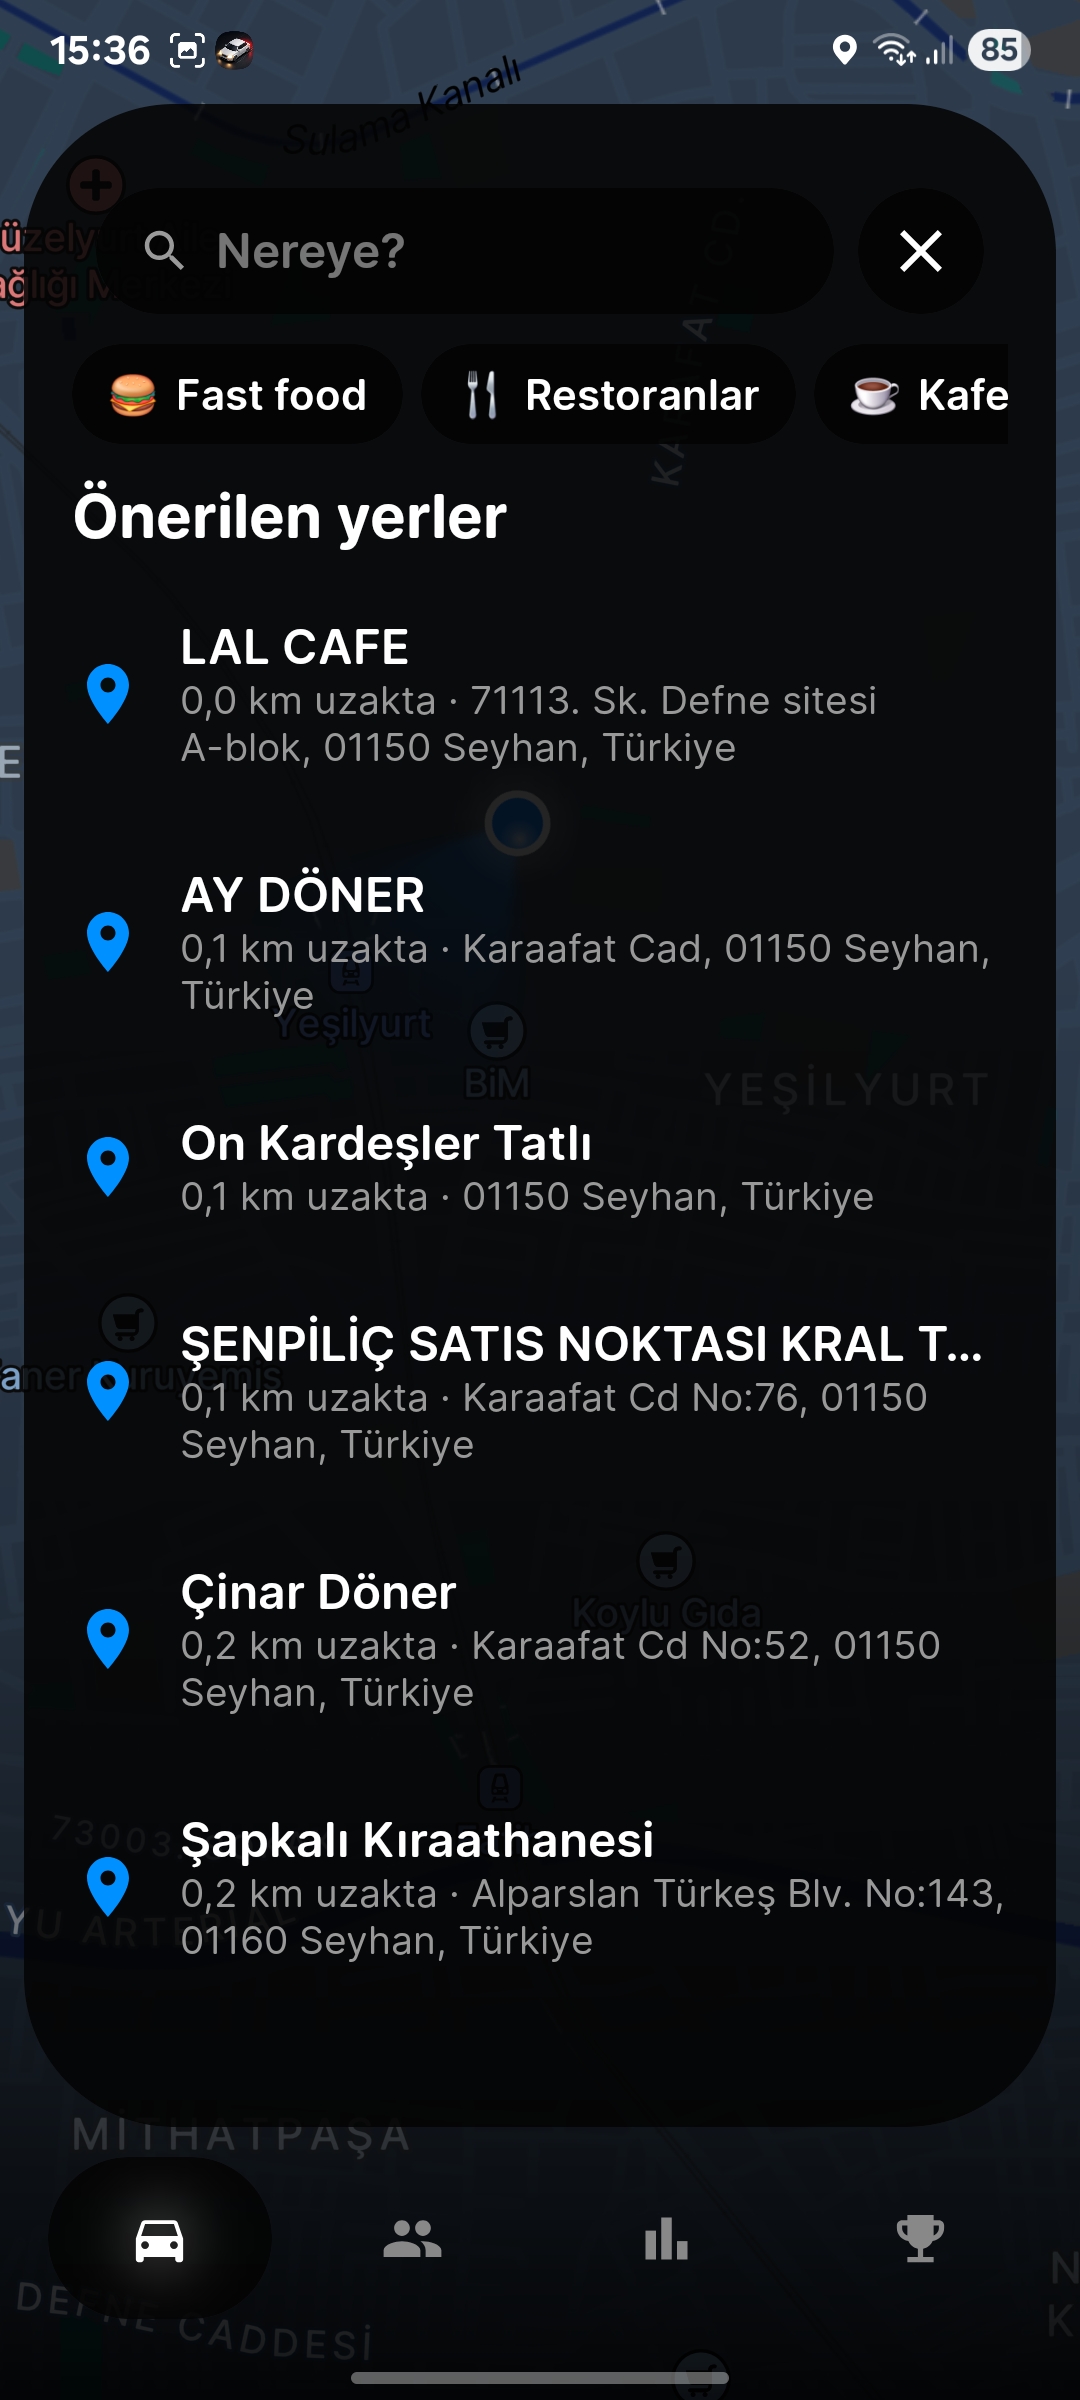 15:36
85
Sulama Kanalı
Nereye?
Fast food
Restoranlar
Kafe
Önerilen yerler
LAL CAFE
0,0 km uzakta · 71113. Sk. Defne sitesi
A-blok, 01150 Seyhan, Türkiye
AY DÖNER
0,1 km uzakta · Karaafat Cad, 01150 Seyhan,
Türkiye
Yeşilyurt
BİM
YEŞİLYURT
On Kardeşler Tatlı
0,1 km uzakta · 01150 Seyhan, Türkiye
ŞENPİLİÇ SATIS NOKTASI KRAL T...
0,1 km uzakta · Karaafat Cd No:76, 01150
Seyhan, Türkiye
Koylu Gıda
Çinar Döner
0,2 km uzakta · Karaafat Cd No:52, 01150
Seyhan, Türkiye
Şapkalı Kıraathanesi
0,2 km uzakta · Alparslan Türkeş Blv. No:143,
01160 Seyhan, Türkiye
MİTHATPAŞA
DEFNE CADDESİ